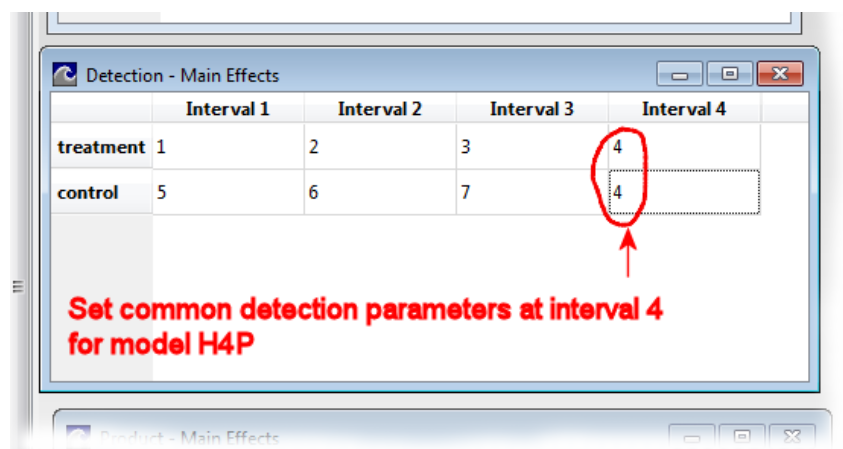 Detection - Main Effects
Interval 1 Interval 2 Interval 3 Interval 4
treatment 1 2 3 4
control 5 6 7 4
Set common detection parameters at interval 4
for model H4P
Product - Main Effects